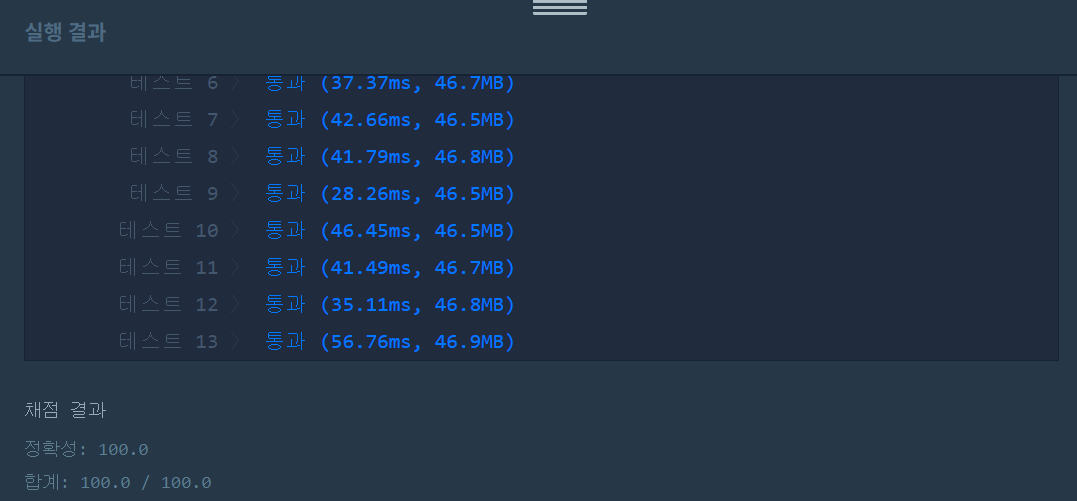 실행 결과
테스트 6 〉 통과 (37.37ms, 46.7MB)
테스트 7 〉 통과 (42.66ms, 46.5MB)
테스트 8 〉 통과 (41.79ms, 46.8MB)
테스트 9 〉 통과 (28.26ms, 46.5MB)
테스트 10 〉 통과 (46.45ms, 46.5MB)
테스트 11 〉 통과 (41.49ms, 46.7MB)
테스트 12 〉 통과 (35.11ms, 46.8MB)
테스트 13 〉 통과 (56.76ms, 46.9MB)
채점 결과
정확성: 100.0
합계: 100.0 / 100.0